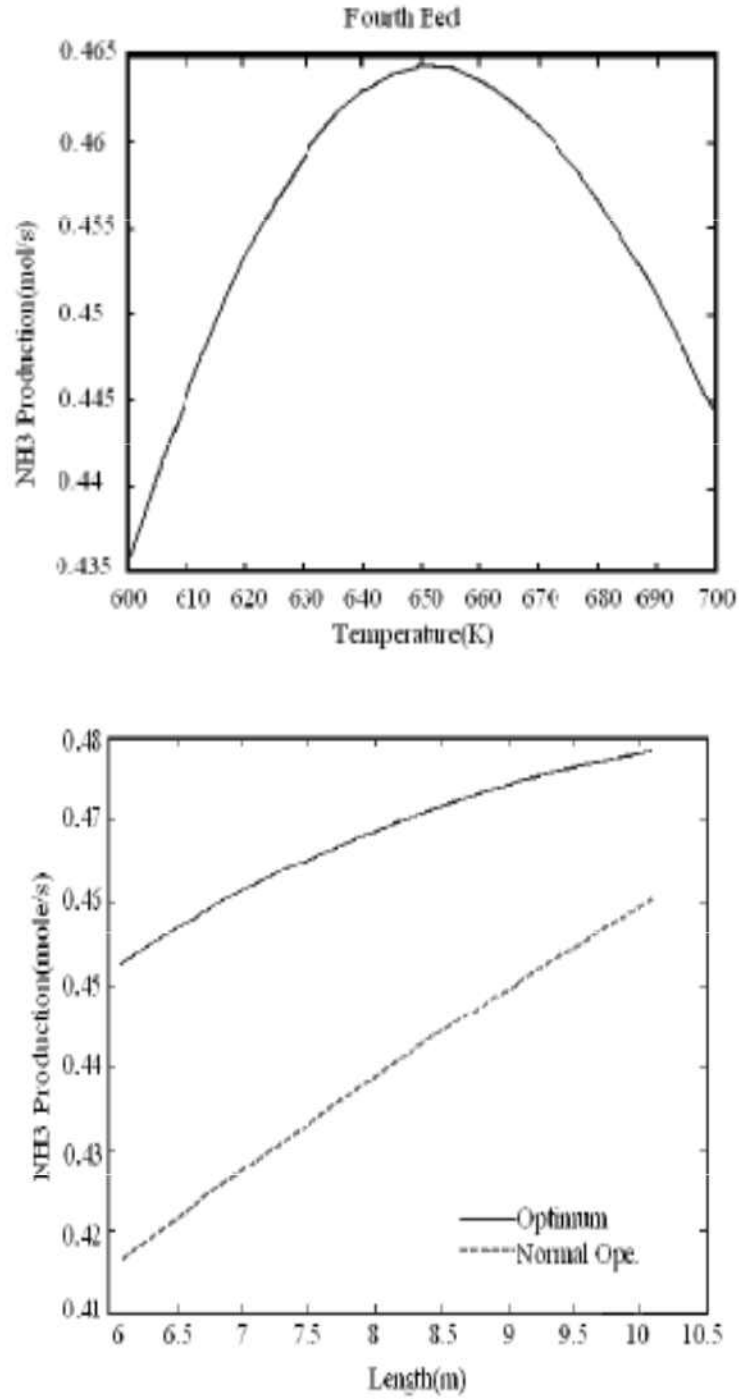 Fourth Bed
0.465
0.46
0.455
0.45
0.445
0.44
0.435
NH3 Production(mol/s)
600 610 620 630 640 650 660 670 680 690 700
Temperature(K)
0.48
0.47
0.46
0.45
0.44
0.43
0.42
0.41
NH3 Production(mole/s)
Optimum
Normal Ope.
6 6.5 7 7.5 8 8.5 9 9.5 10 10.5
Length(m)